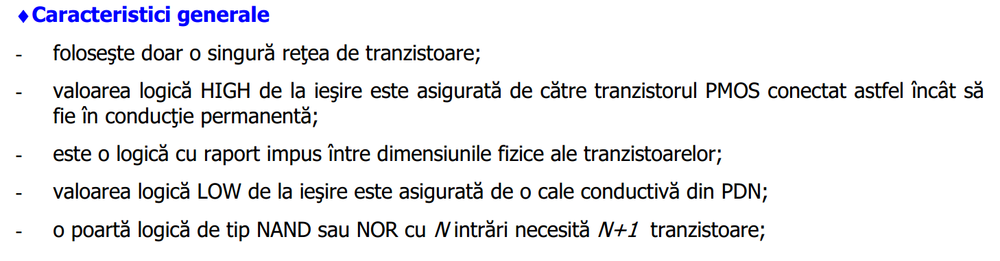 ♦Caracteristici generale
- foloseşte doar o singură reţea de tranzistoare;
- valoarea logică HIGH de la ieşire este asigurată de către tranzistorul PMOS conectat astfel încât să
fie în conducţie permanentă;
- este o logică cu raport impus între dimensiunile fizice ale tranzistoarelor;
- valoarea logică LOW de la ieşire este asigurată de o cale conductivă din PDN;
- o poartă logică de tip NAND sau NOR cu N intrări necesită N+1 tranzistoare;